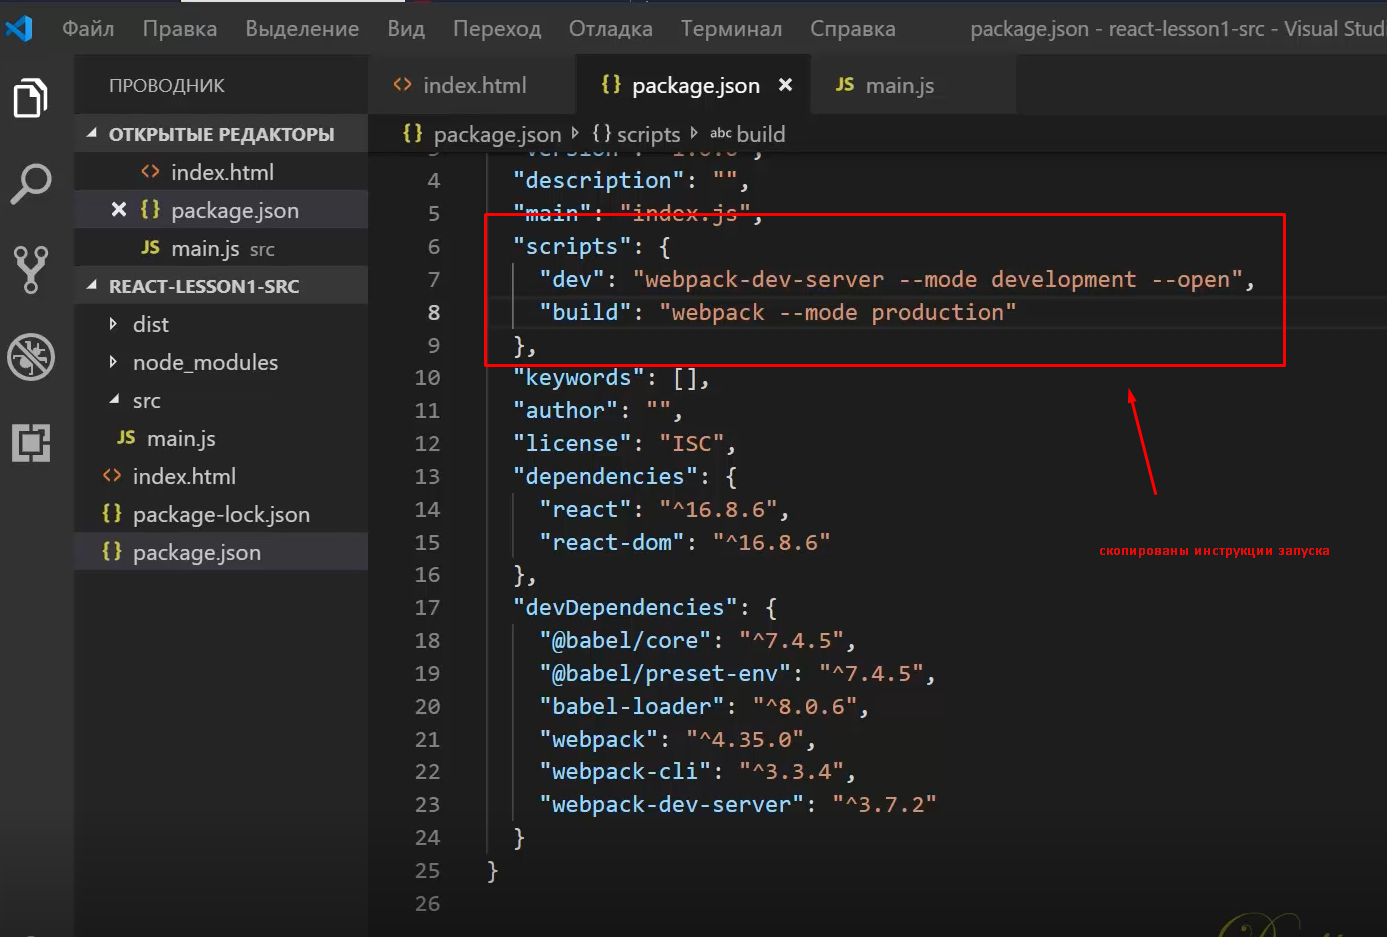 Файл Правка Выделение Вид Переход Отладка Терминал Справка package.json - react-lesson1-src - Visual Stud
ПРОВОДНИК
ОТКРЫТЫЕ РЕДАКТОРЫ
index.html
package.json
JS main.js src
REACT-LESSON1-SRC
dist
node_modules
src
JS main.js
index.html
{} package-lock.json
{} package.json
index.html {} package.json JS main.js
{} package.json {} scripts abc build
4 "description": "",
5 "main": "index.js",
6 "scripts": {
7 "dev": "webpack-dev-server --mode development --open",
8 "build": "webpack --mode production"
9 },
10 "keywords": [],
11 "author": "",
12 "license": "ISC",
13 "dependencies": {
14 "react": "^16.8.6",
15 "react-dom": "^16.8.6"
16 },
17 "devDependencies": {
18 "@babel/core": "^7.4.5",
19 "@babel/preset-env": "^7.4.5",
20 "babel-loader": "^8.0.6",
21 "webpack": "^4.35.0",
22 "webpack-cli": "^3.3.4",
23 "webpack-dev-server": "^3.7.2"
24 }
25 }
26
скопированы инструкции запуска